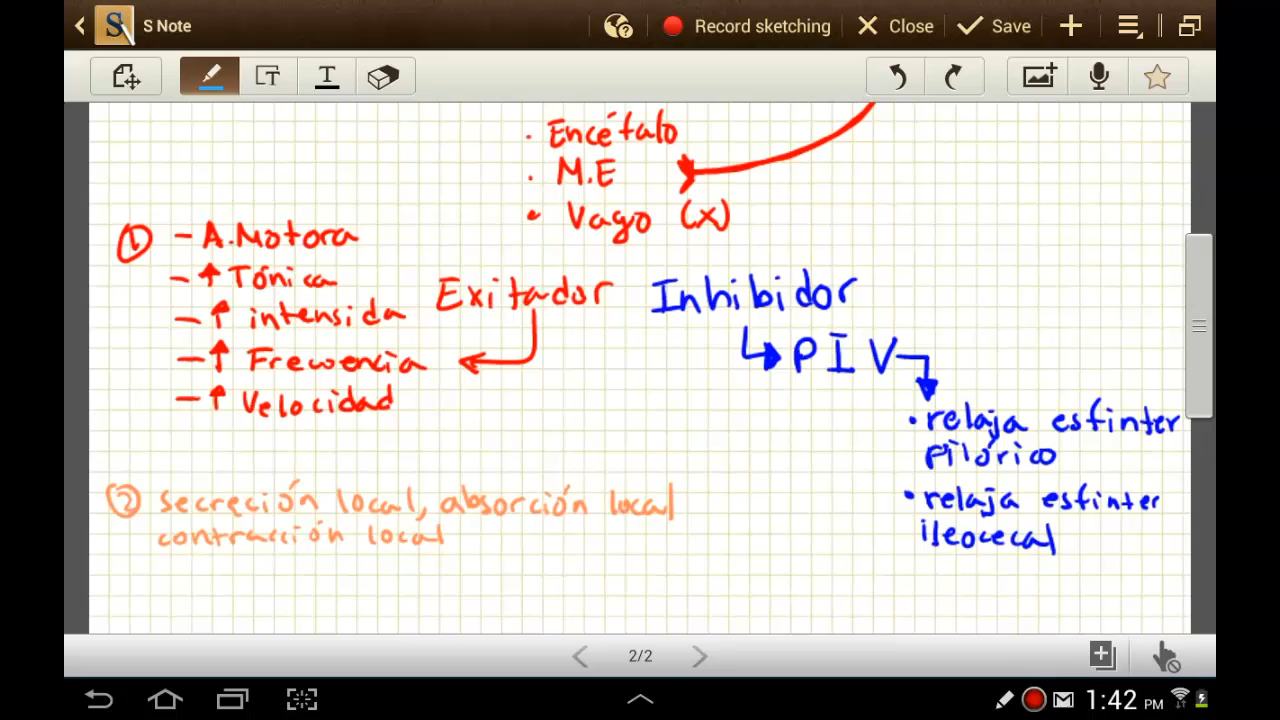 S Note
Record sketching
Close
Save
T
T
· Encéfalo
· M.E
· Vago (x)
① - A.Motora
- ↑ Tónica
- ↑ intensida
- ↑ Frecuencia
- ↑ Velocidad
Exitador
Inhibidor
↳ P I V
· relaja esfinter
pilórico
· relaja esfinter
ileocecal
② secreción local, absorción local
contracción local
2/2
1:42 PM